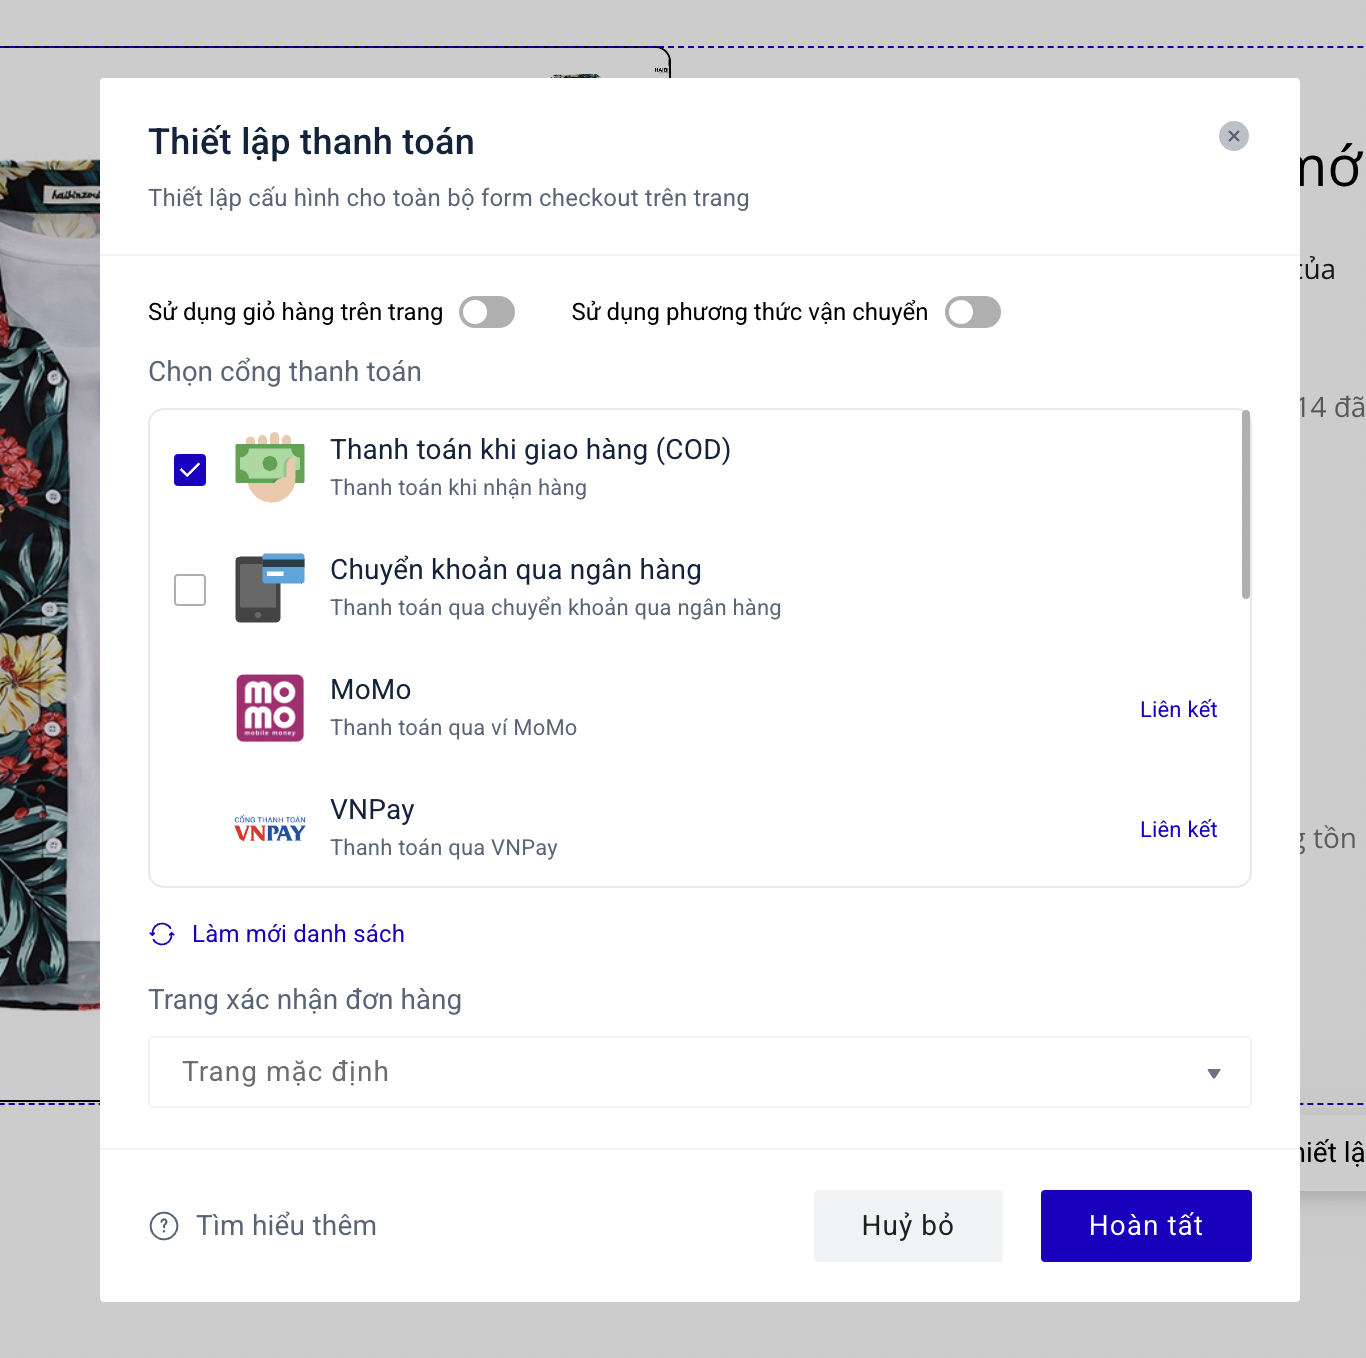 Thiết lập thanh toán
Thiết lập cấu hình cho toàn bộ form checkout trên trang
Sử dụng giỏ hàng trên trang
Sử dụng phương thức vận chuyển
Chọn cổng thanh toán
Thanh toán khi giao hàng (COD)
Thanh toán khi nhận hàng
Chuyển khoản qua ngân hàng
Thanh toán qua chuyển khoản qua ngân hàng
MOMO
mobile money
MoMo
Thanh toán qua ví MoMo
Liên kết
CỔNG THANH TOÁN
VNPAY
VNPay
Thanh toán qua VNPay
Liên kết
Làm mới danh sách
Trang xác nhận đơn hàng
Trang mặc định
Tìm hiểu thêm
Huỷ bỏ
Hoàn tất
của
14 đã
tồn